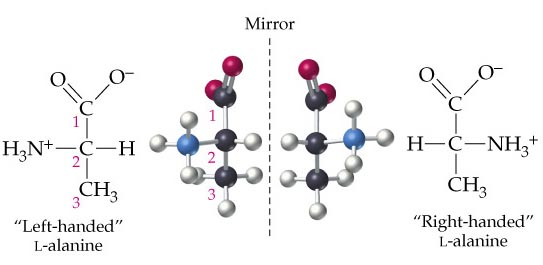 Mirror
O
O−
C
1
H3N+—C—H
2
CH3
3
"Left-handed"
L-alanine
1
2
3
O
O−
C
H—C—NH3+
CH3
"Right-handed"
L-alanine